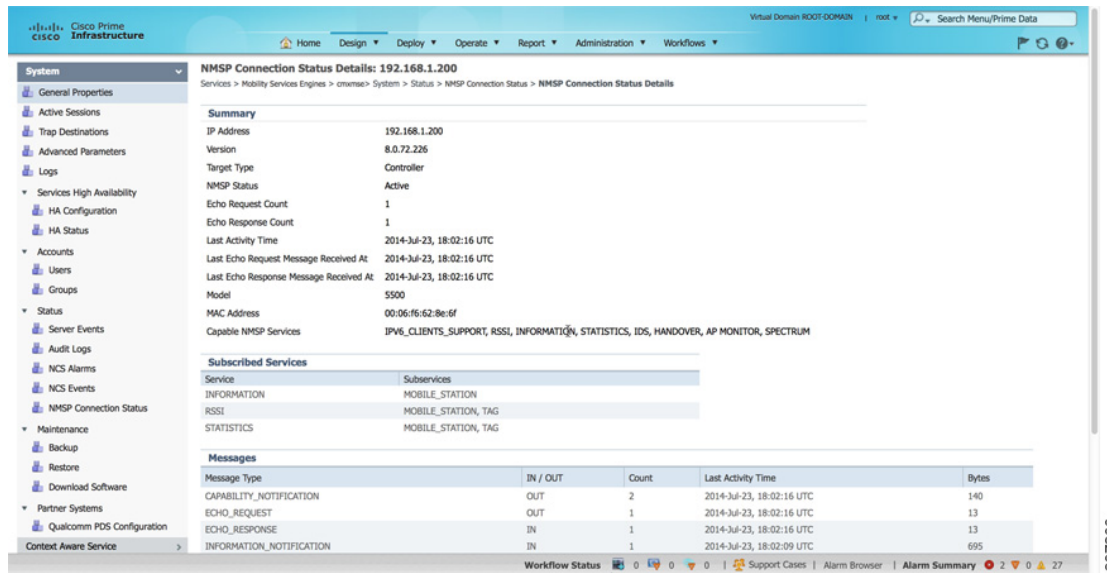 Virtual Domain ROOT-DOMAIN | root
Search Menu/Prime Data
Cisco Prime
CISCO Infrastructure
Home Design Deploy Operate Report Administration Workflows
System
General Properties
Active Sessions
Trap Destinations
Advanced Parameters
Logs
Services High Availability
HA Configuration
HA Status
Accounts
Users
Groups
Status
Server Events
Audit Logs
NCS Alarms
NCS Events
NMSP Connection Status
Maintenance
Backup
Restore
Download Software
Partner Systems
Qualcomm PDS Configuration
Context Aware Service >
NMSP Connection Status Details: 192.168.1.200
Services > Mobility Services Engines > cmxmse> System > Status > NMSP Connection Status > NMSP Connection Status Details
Summary
IP Address 192.168.1.200
Version 8.0.72.226
Target Type Controller
NMSP Status Active
Echo Request Count 1
Echo Response Count 1
Last Activity Time 2014-Jul-23, 18:02:16 UTC
Last Echo Request Message Received At 2014-Jul-23, 18:02:16 UTC
Last Echo Response Message Received At 2014-Jul-23, 18:02:16 UTC
Model 5500
MAC Address 00:06:f6:62:8e:6f
Capable NMSP Services IPV6_CLIENTS_SUPPORT, RSSI, INFORMATION, STATISTICS, IDS, HANDOVER, AP MONITOR, SPECTRUM
Subscribed Services
Service Subservices
INFORMATION MOBILE_STATION
RSSI MOBILE_STATION, TAG
STATISTICS MOBILE_STATION, TAG
Messages
Message Type IN / OUT Count Last Activity Time Bytes
CAPABILITY_NOTIFICATION OUT 2 2014-Jul-23, 18:02:16 UTC 140
ECHO_REQUEST OUT 1 2014-Jul-23, 18:02:16 UTC 13
ECHO_RESPONSE IN 1 2014-Jul-23, 18:02:16 UTC 13
INFORMATION_NOTIFICATION IN 1 2014-Jul-23, 18:02:09 UTC 695
Workflow Status 0 0 0 | Support Cases | Alarm Browser | Alarm Summary 2 0 27